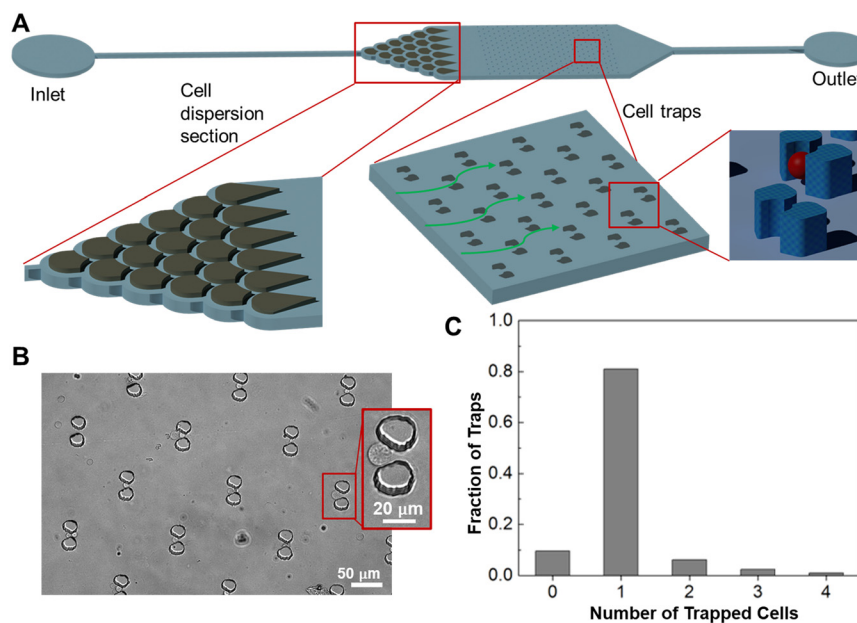 A
Inlet
Cell
dispersion
section
Cell traps
Outlet
B
20 μm
50 μm
C
Fraction of Traps
1.0
0.8
0.6
0.4
0.2
0.0
0 1 2 3 4
Number of Trapped Cells